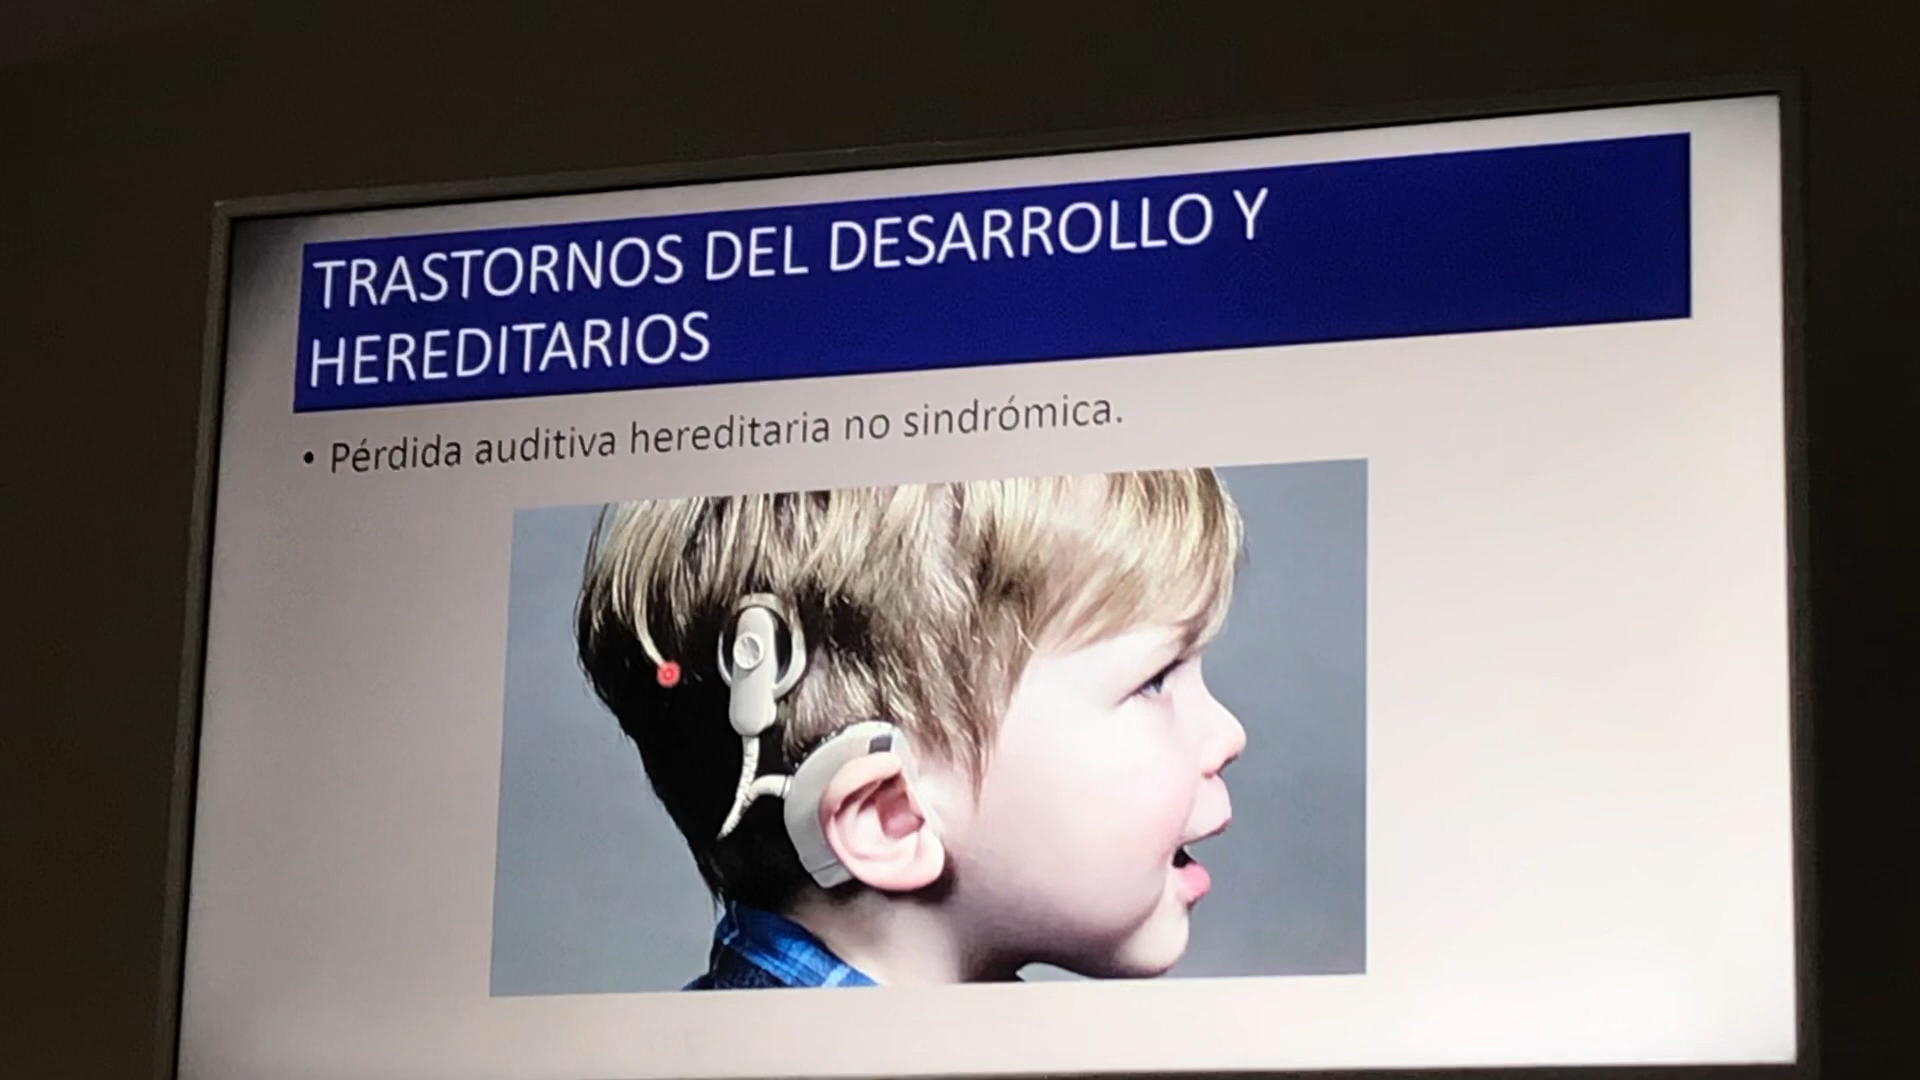 TRASTORNOS DEL DESARROLLO Y
HEREDITARIOS
• Pérdida auditiva hereditaria no sindrómica.